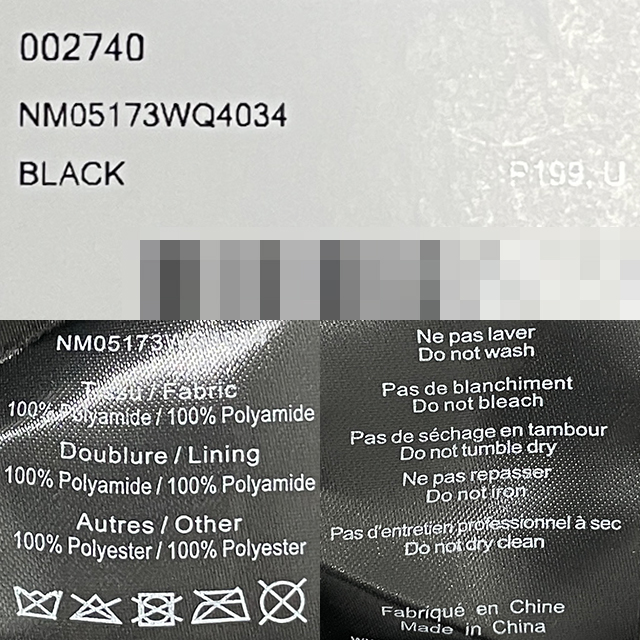 002740
NM05173WQ4034
BLACK
P199. U
NM05173W
Tissu / Fabric
100% Polyamide / 100% Polyamide
Doublure / Lining
100% Polyamide / 100% Polyamide
Autres / Other
100% Polyester / 100% Polyester
Ne pas laver
Do not wash
Pas de blanchiment
Do not bleach
Pas de séchage en tambour
Do not tumble dry
Ne pas repasser
Do not iron
Pas d'entretien professionnel à sec
Do not dry clean
Fabriqué en Chine
Made in China